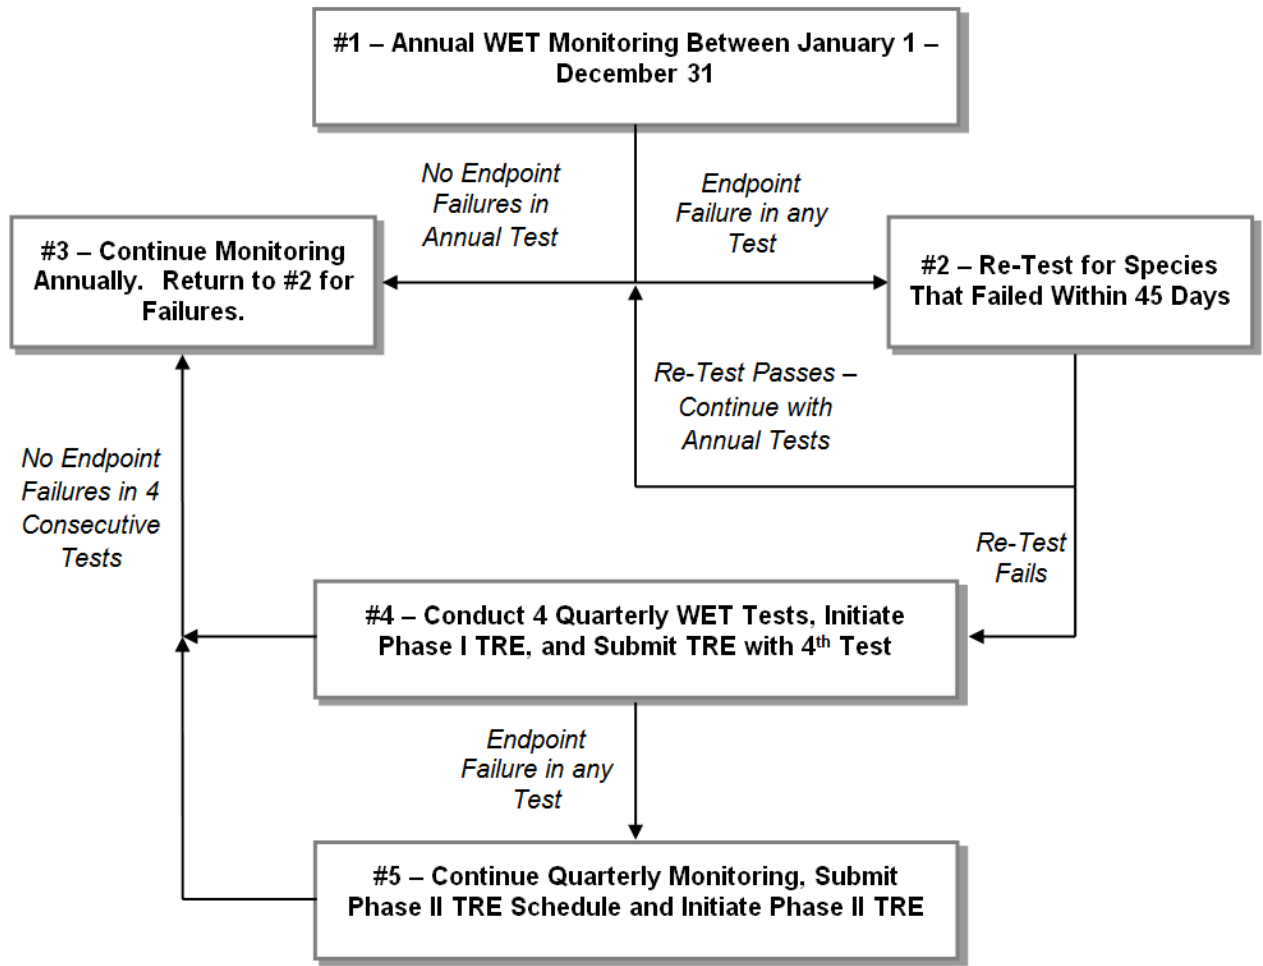 #1 – Annual WET Monitoring Between January 1 –
December 31
No Endpoint
Failures in
Annual Test
Endpoint
Failure in any
Test
#3 – Continue Monitoring
Annually.  Return to #2 for
Failures.
#2 – Re-Test for Species
That Failed Within 45 Days
Re-Test Passes –
Continue with
Annual Tests
No Endpoint
Failures in 4
Consecutive
Tests
Re-Test
Fails
#4 – Conduct 4 Quarterly WET Tests, Initiate
Phase I TRE, and Submit TRE with 4th Test
Endpoint
Failure in any
Test
#5 – Continue Quarterly Monitoring, Submit
Phase II TRE Schedule and Initiate Phase II TRE